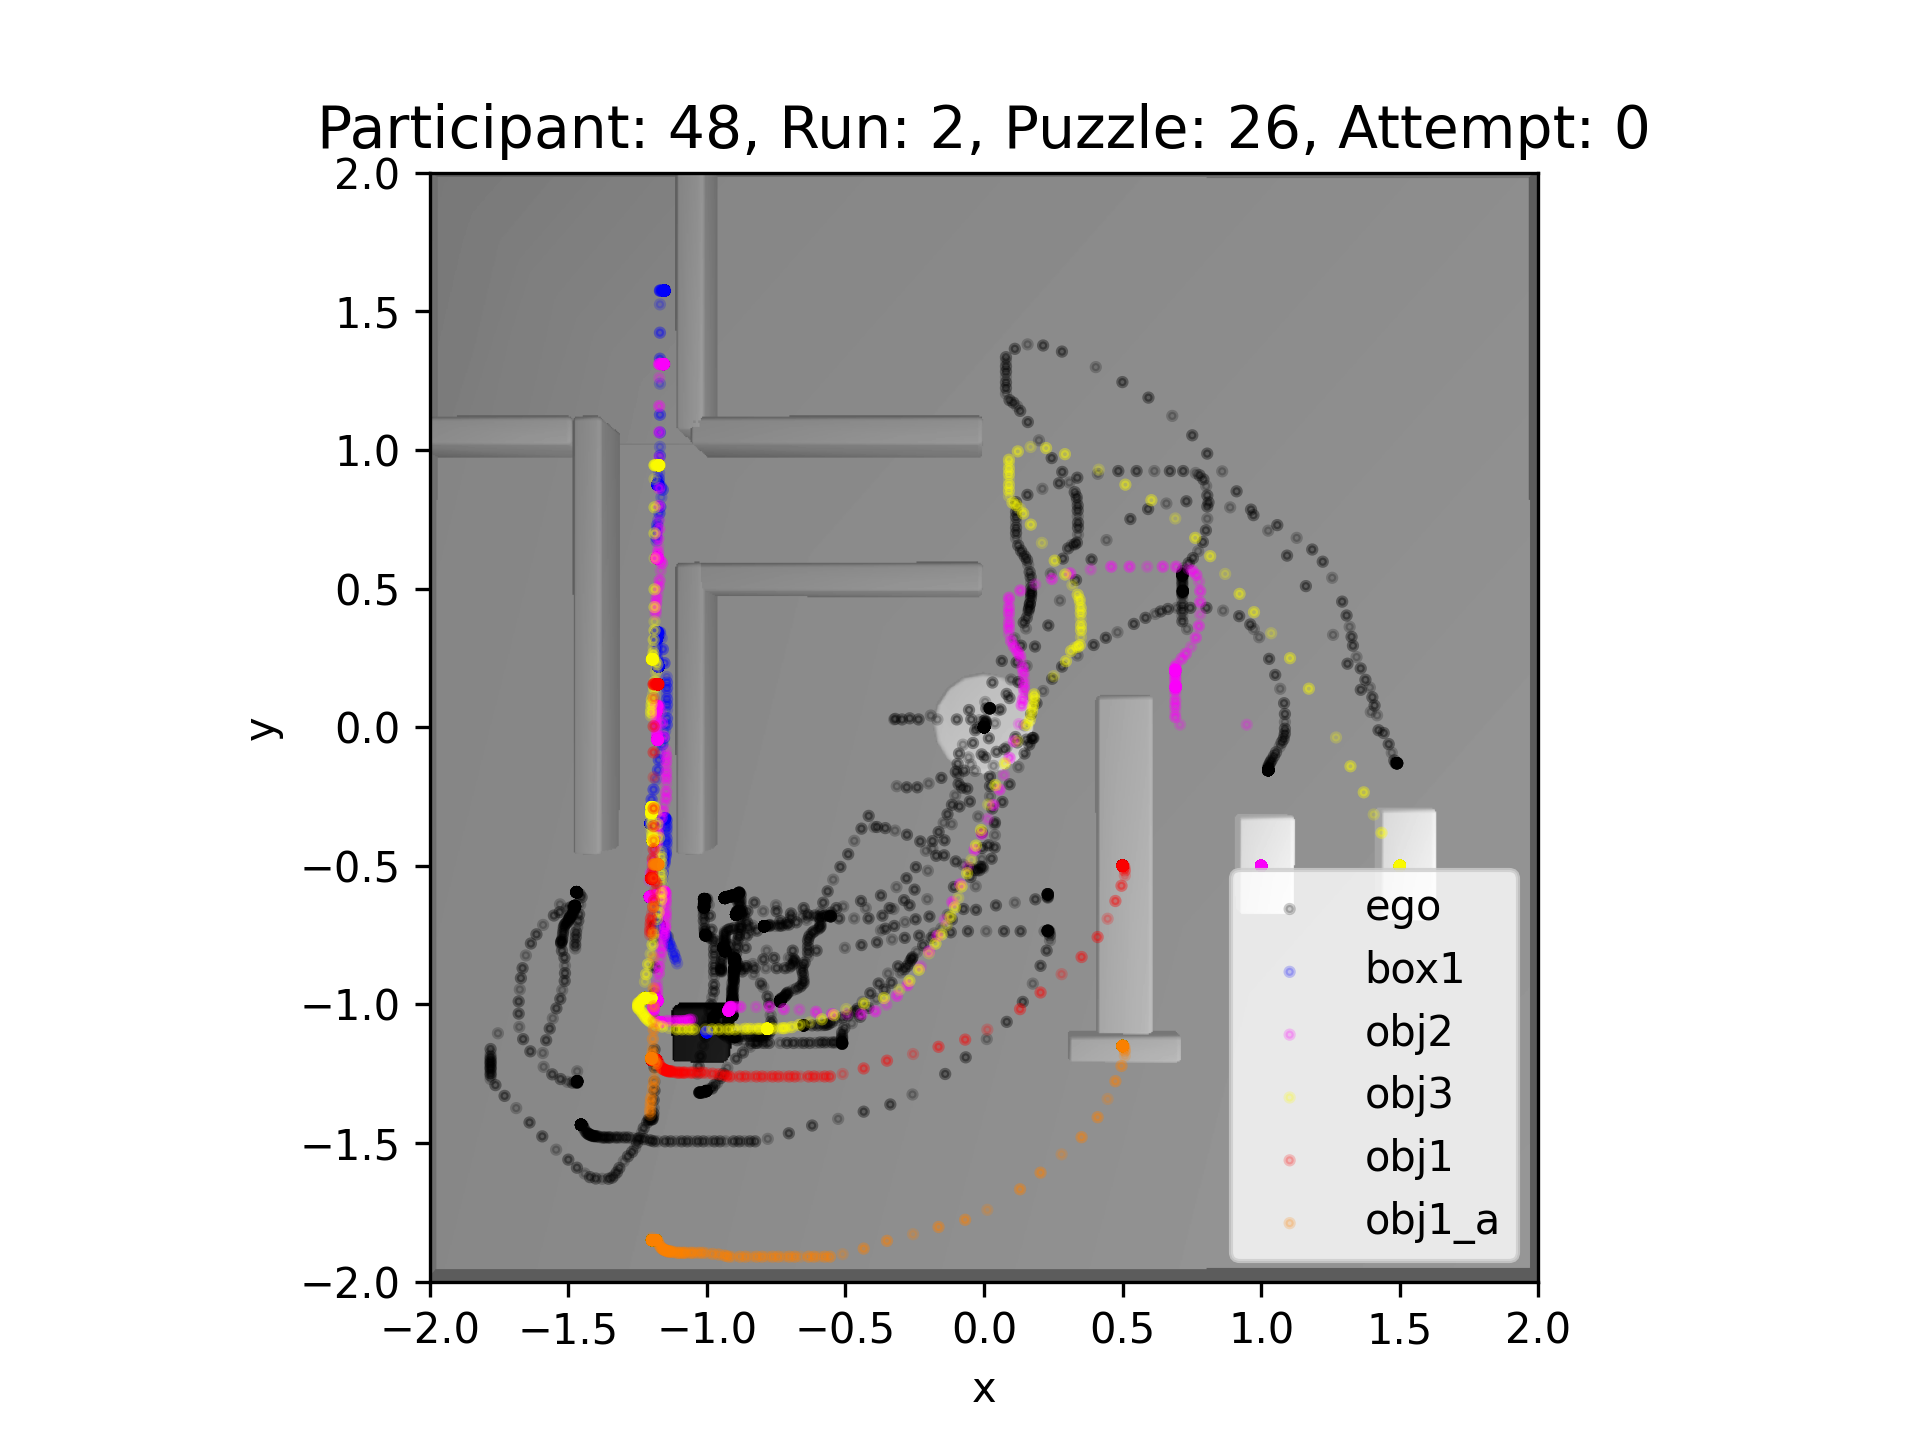 Participant: 48, Run: 2, Puzzle: 26, Attempt: 0
2.0
1.5
1.0
0.5
0.0
−0.5
−1.0
−1.5
−2.0
y
ego
box1
obj2
obj3
obj1
obj1_a
−2.0 −1.5 −1.0 −0.5 0.0 0.5 1.0 1.5 2.0
x